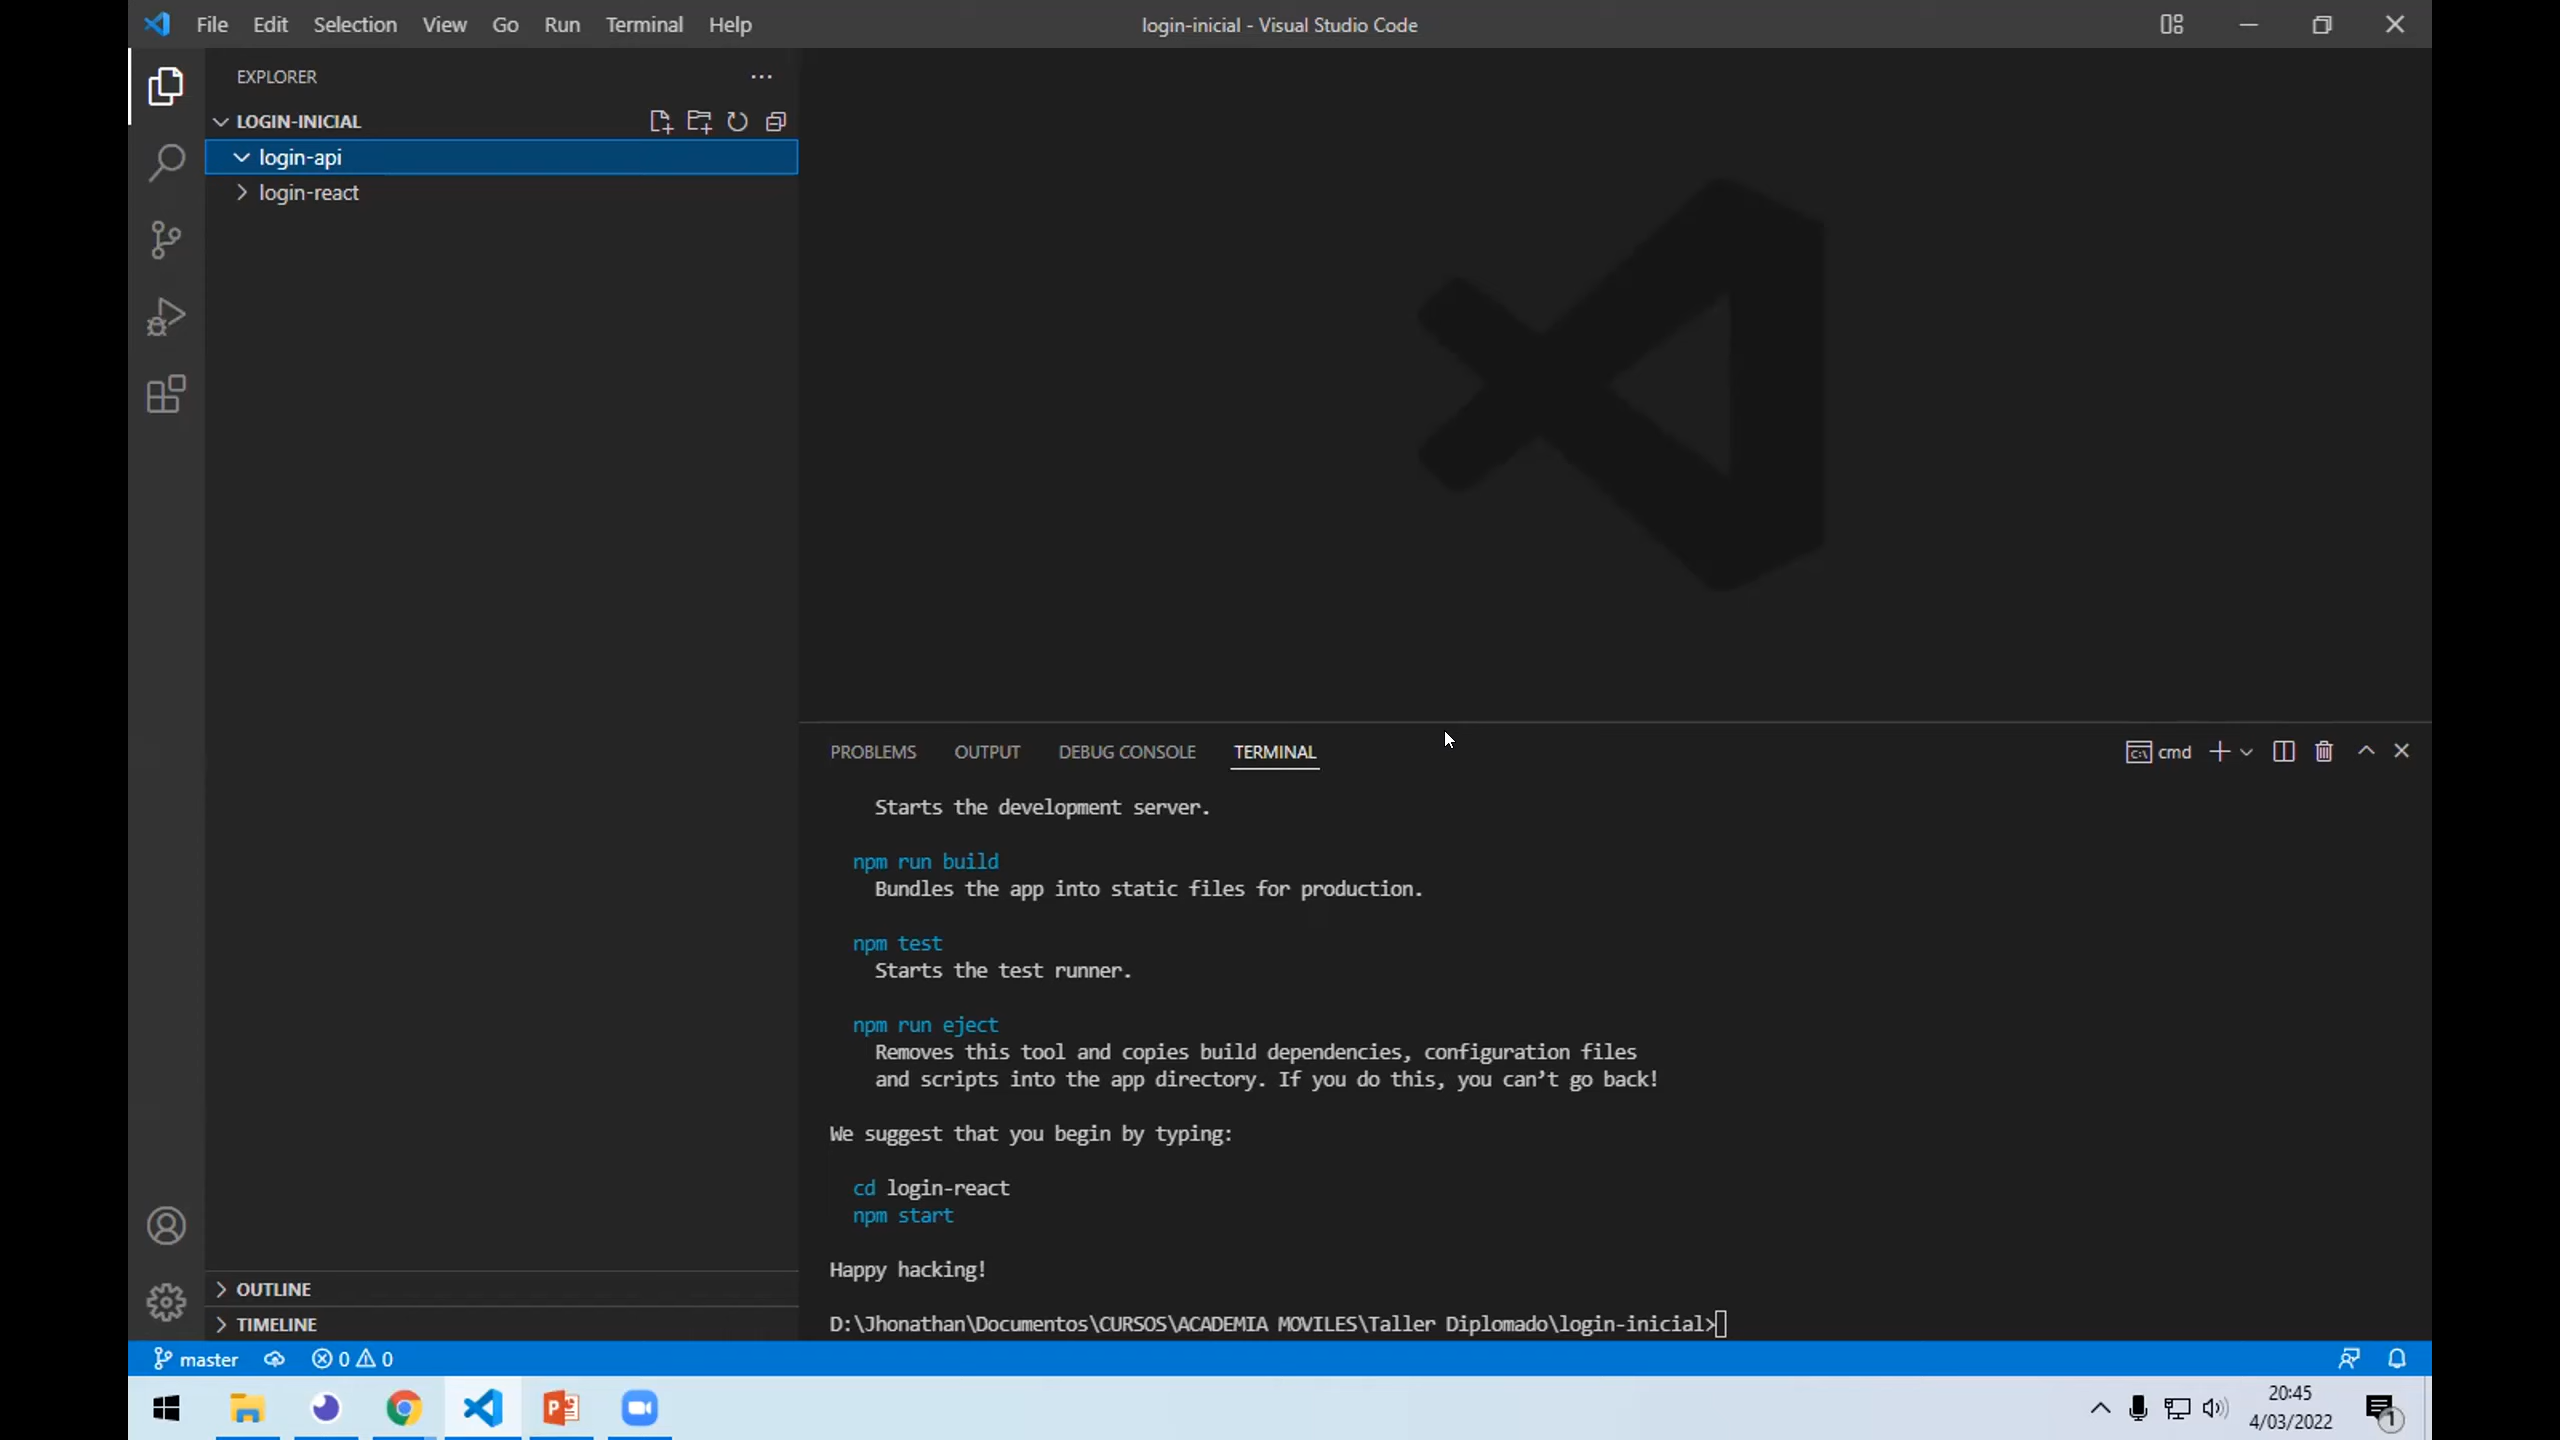 File Edit Selection View Go Run Terminal Help login-inicial - Visual Studio Code
EXPLORER
LOGIN-INICIAL
login-api
login-react
PROBLEMS OUTPUT DEBUG CONSOLE TERMINAL cmd
Starts the development server.
npm run build
Bundles the app into static files for production.
npm test
Starts the test runner.
npm run eject
Removes this tool and copies build dependencies, configuration files
and scripts into the app directory. If you do this, you can’t go back!
We suggest that you begin by typing:
cd login-react
npm start
Happy hacking!
D:\Jhonathan\Documentos\CURSOS\ACADEMIA MOVILES\Taller Diplomado\login-inicial>
OUTLINE
TIMELINE
master 0 0
20:45
4/03/2022
1